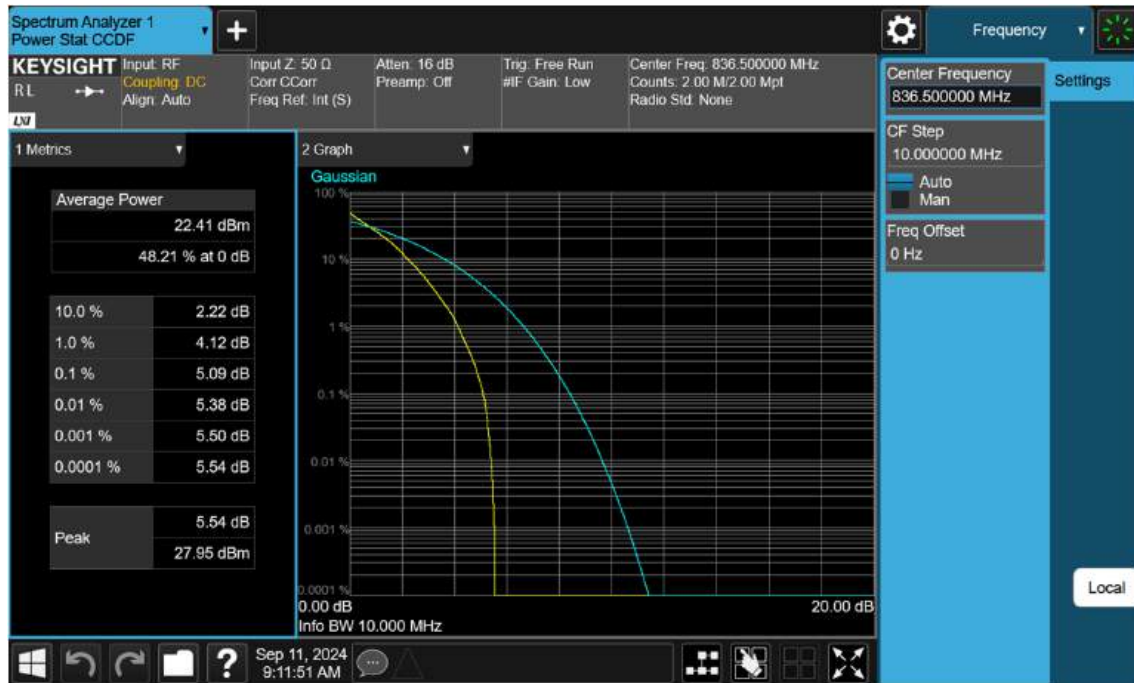 Spectrum Analyzer 1
Power Stat CCDF
+
Frequency
KEYSIGHT
RL
LXI
Input: RF
Coupling: DC
Align: Auto
Input Z: 50 Ω
Corr CCorr
Freq Ref: Int (S)
Atten: 16 dB
Preamp: Off
Trig: Free Run
#IF Gain: Low
Center Freq: 836.500000 MHz
Counts: 2.00 M/2.00 Mpt
Radio Std: None
Center Frequency
836.500000 MHz
Settings
CF Step
10.000000 MHz
Auto
Man
Freq Offset
0 Hz
1 Metrics
Average Power
22.41 dBm
48.21 % at 0 dB
10.0 % 2.22 dB
1.0 % 4.12 dB
0.1 % 5.09 dB
0.01 % 5.38 dB
0.001 % 5.50 dB
0.0001 % 5.54 dB
Peak
5.54 dB
27.95 dBm
2 Graph
Gaussian
100 %
10 %
1 %
0.1 %
0.01 %
0.001 %
0.0001 %
0.00 dB 20.00 dB
Info BW 10.000 MHz
Local
?
Sep 11, 2024
9:11:51 AM